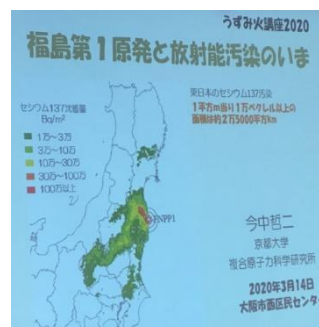 うずみ火講座2020
福島第1原発と放射能汚染のいま
セシウム137沈着量
Bq/m²
1万〜3万
3万〜10万
10万〜30万
30万〜100万
100万以上
東日本のセシウム137汚染
1平方m当り1万ベクレル以上の
面積は約2万5000平方km
FNPP1
今中哲二
京都大学
複合原子力科学研究所
2020年3月14日
大阪市西区民センタ